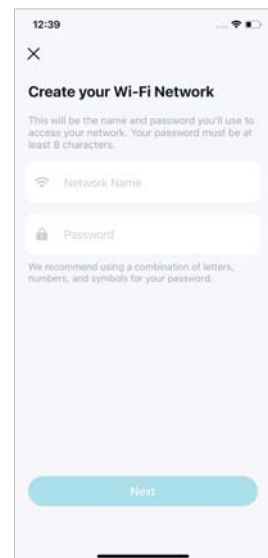 12:39
Create your Wi-Fi Network
This will be the name and password you'll use to
access your network. Your password must be at
least 8 characters.
Network Name
Password
We recommend using a combination of letters,
numbers, and symbols for your password.
Next